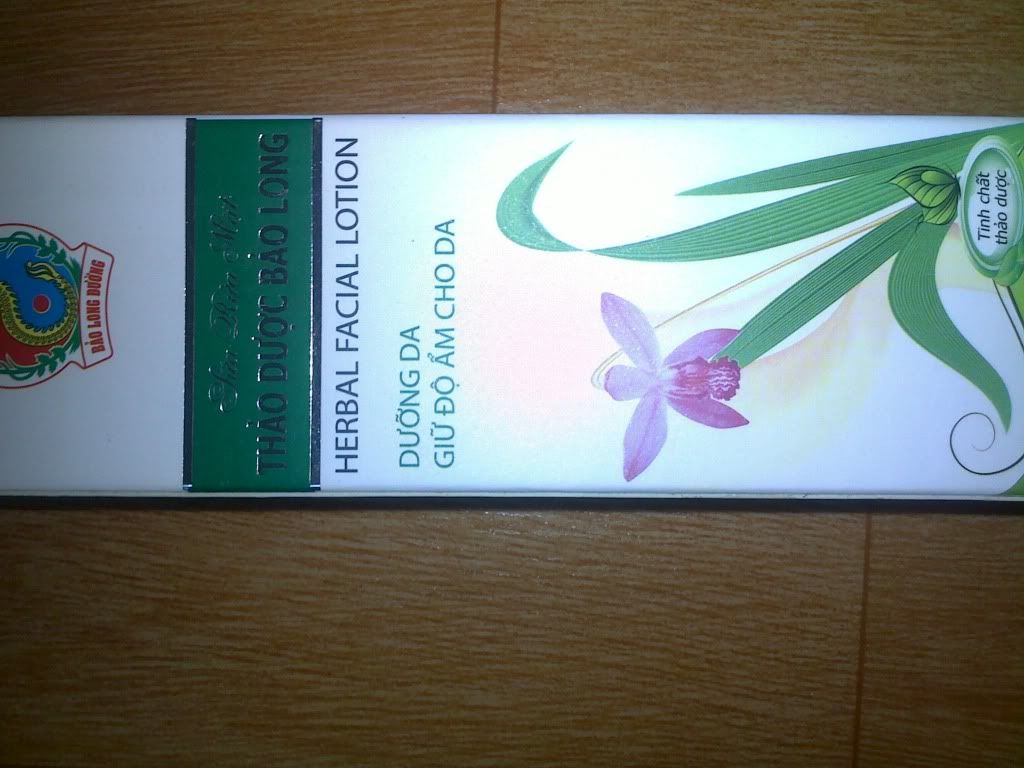 BẢO LONG ĐƯỜNG
Sữa Rửa Mặt
THẢO DƯỢC BẢO LONG
HERBAL FACIAL LOTION
DƯỠNG DA
GIỮ ĐỘ ẨM CHO DA
Tinh chất
thảo dược